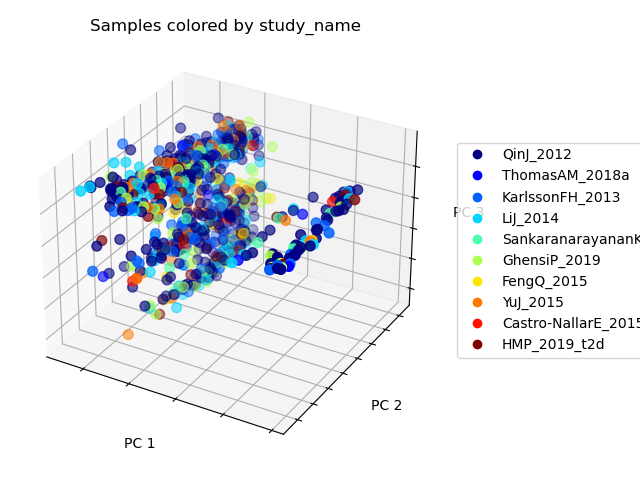 Samples colored by study_name
QinJ_2012
ThomasAM_2018a
KarlssonFH_2013
LiJ_2014
SankaranarayananK
GhensiP_2019
FengQ_2015
YuJ_2015
Castro-NallarE_2015
HMP_2019_t2d
PC 3
PC 2
PC 1